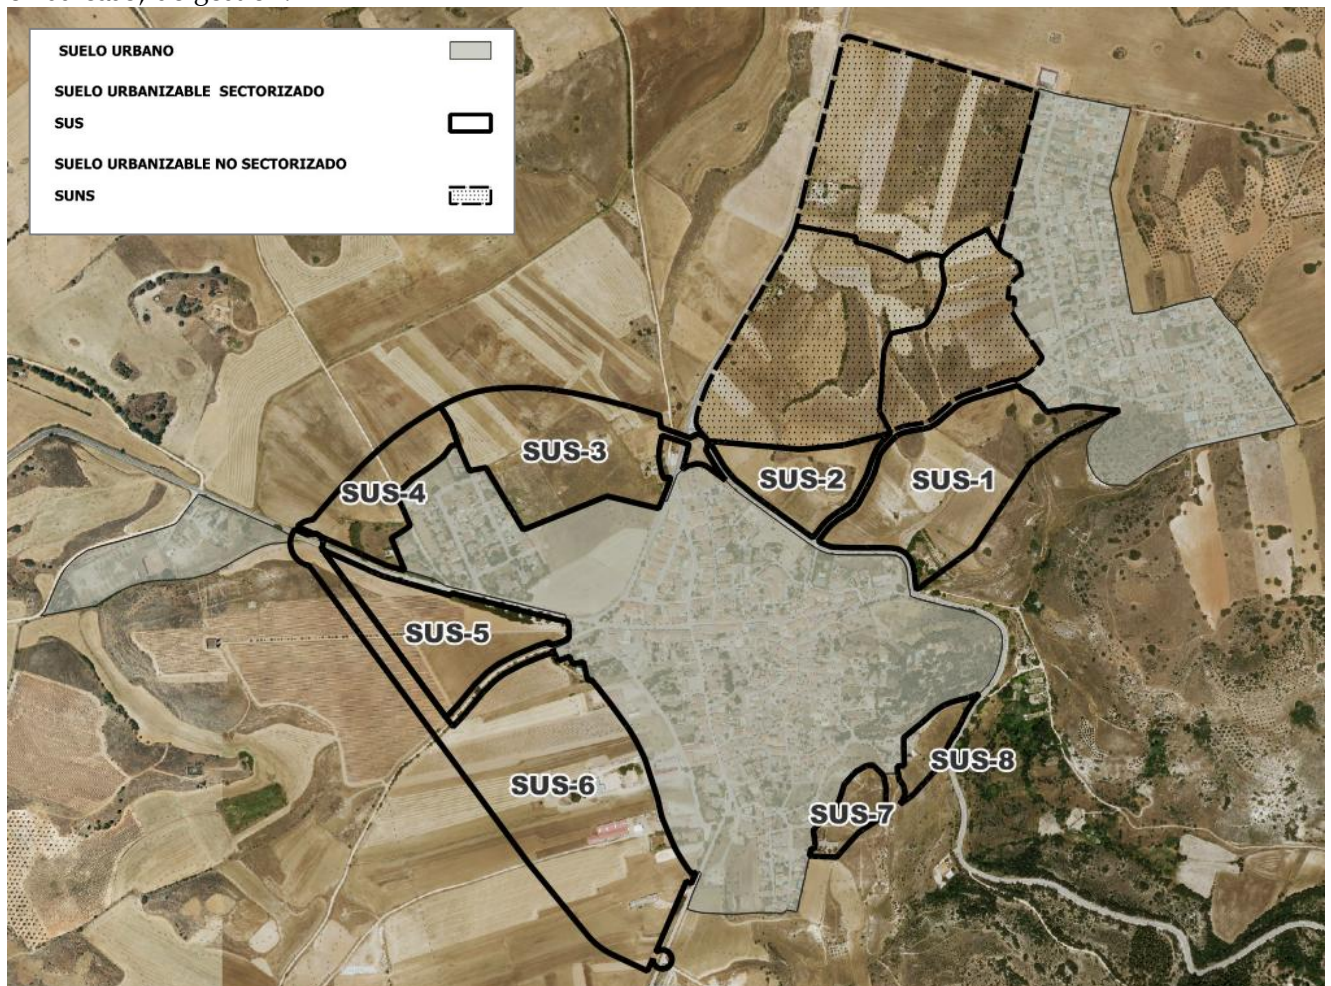 SUELO URBANO
SUELO URBANIZABLE SECTORIZADO
SUS
SUELO URBANIZABLE NO SECTORIZADO
SUNS
SUS-3
SUS-4
SUS-2
SUS-1
SUS-5
SUS-6
SUS-8
SUS-7